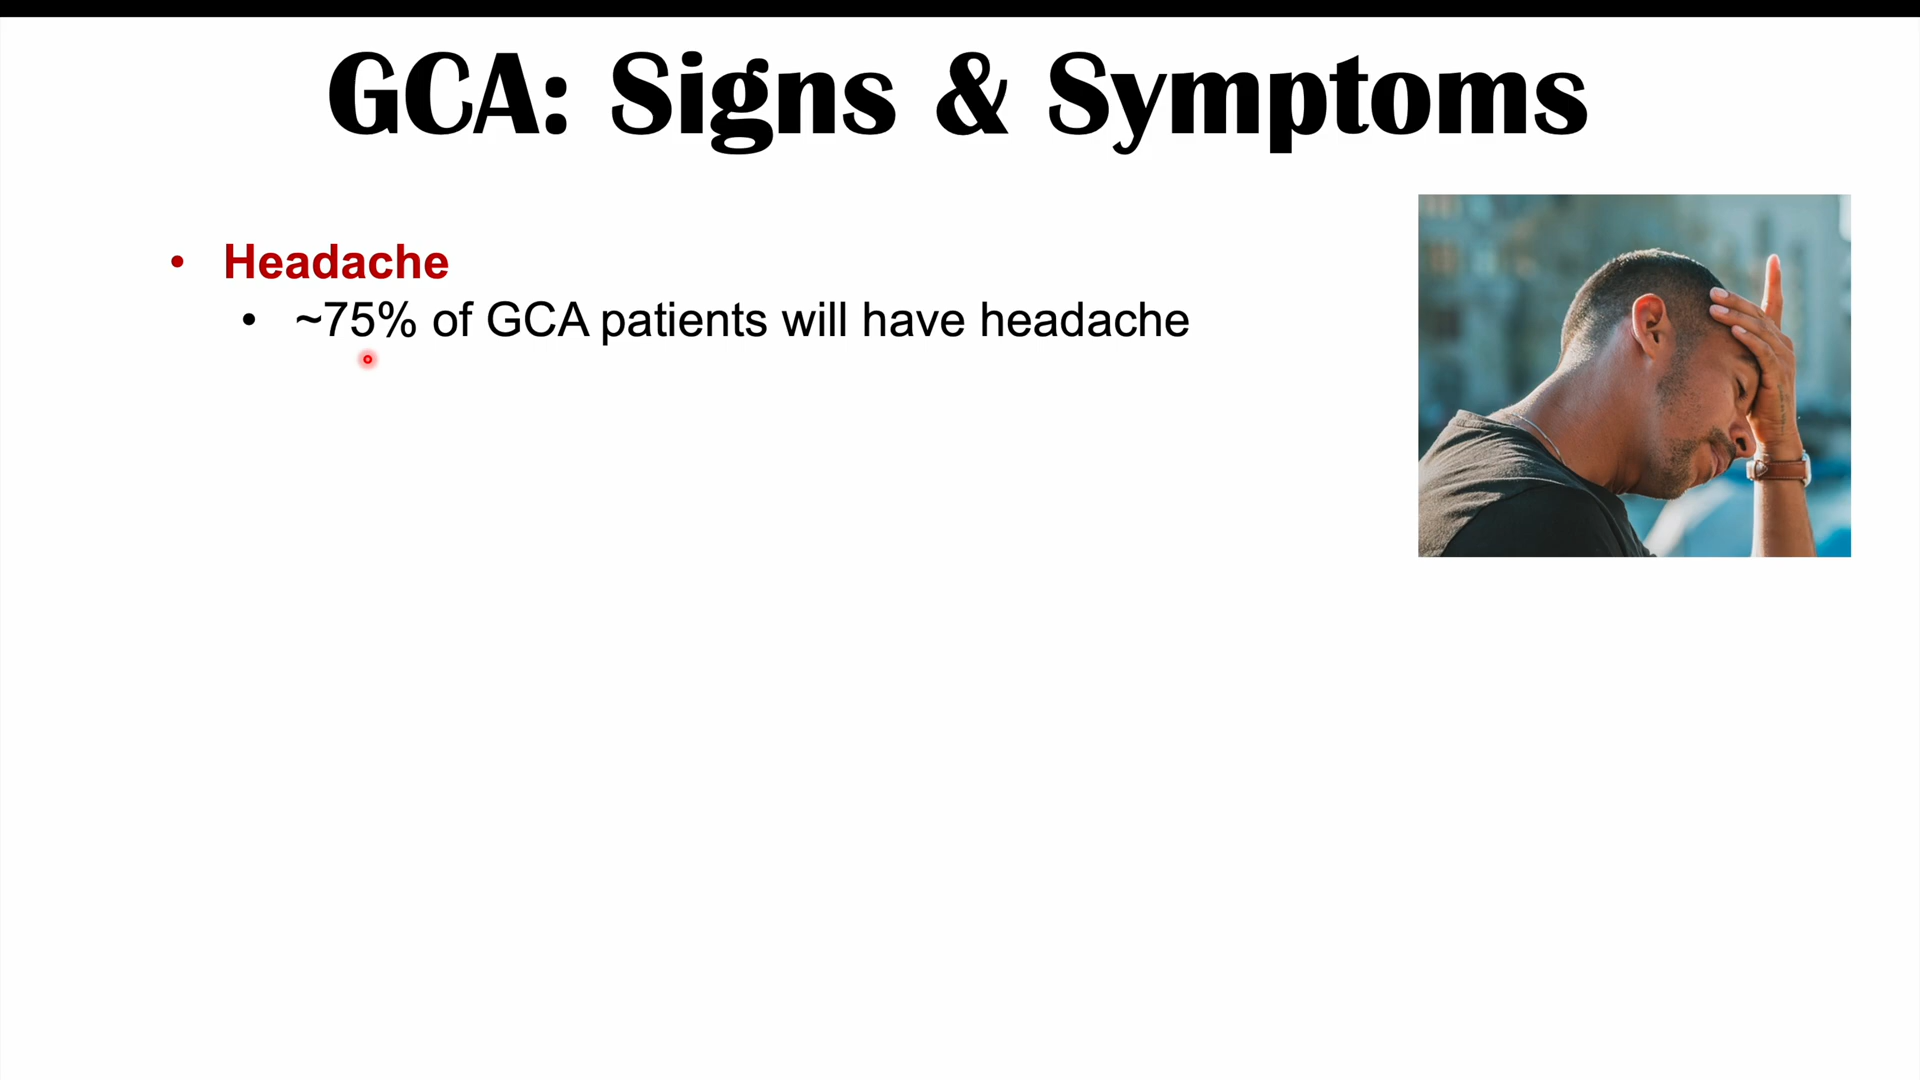 GCA: Signs & Symptoms
• Headache
• ~75% of GCA patients will have headache